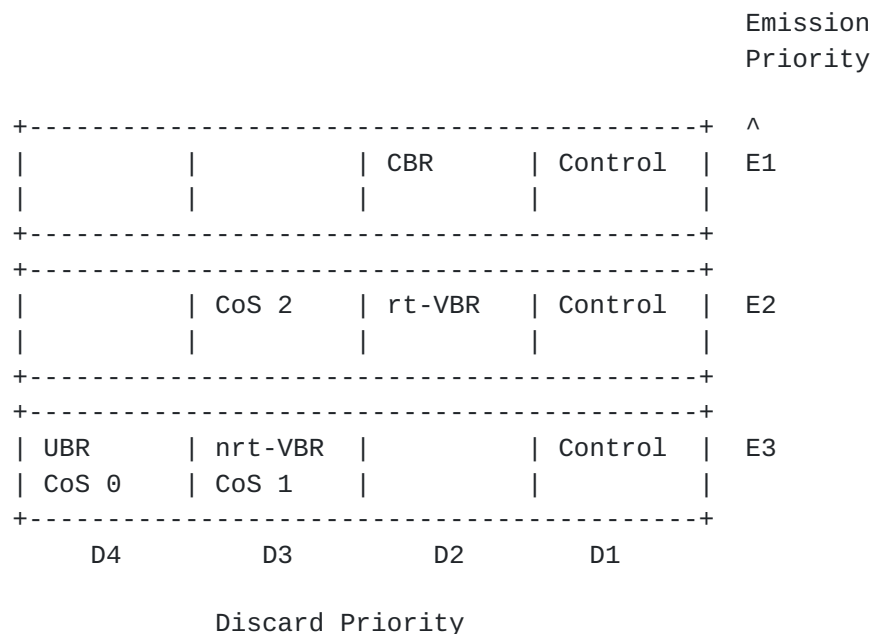 Emission
                                               Priority

+-------------------------------------------+  ^
|          |          | CBR      | Control  |  E1
|          |          |          |          |
+-------------------------------------------+
+-------------------------------------------+
|          | CoS 2    | rt-VBR   | Control  |  E2
|          |          |          |          |
+-------------------------------------------+
+-------------------------------------------+
| UBR      | nrt-VBR  |          | Control  |  E3
| CoS 0    | CoS 1    |          |          |
+-------------------------------------------+
     D4         D3         D2        D1

             Discard Priority